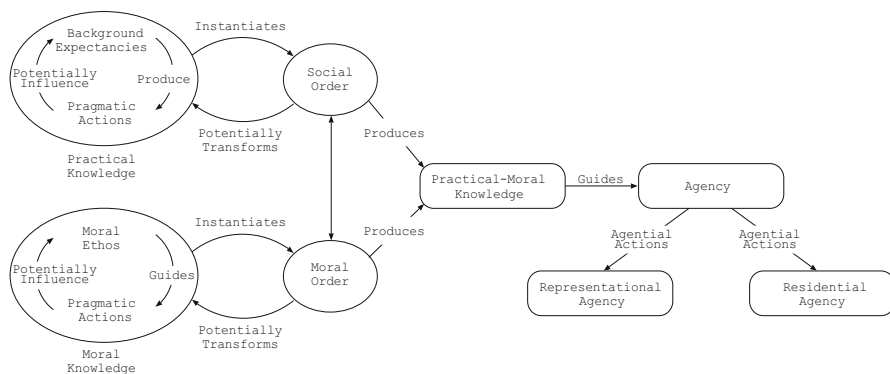 Background
Expectancies
Potentially
Influence
Produce
Pragmatic
Actions
Practical
Knowledge
Instantiates
Social
Order
Potentially
Transforms
Produces
Moral
Ethos
Potentially
Influence
Guides
Pragmatic
Actions
Moral
Knowledge
Instantiates
Moral
Order
Potentially
Transforms
Produces
Practical-Moral
Knowledge
Guides
Agency
Agential
Actions
Agential
Actions
Representational
Agency
Residential
Agency